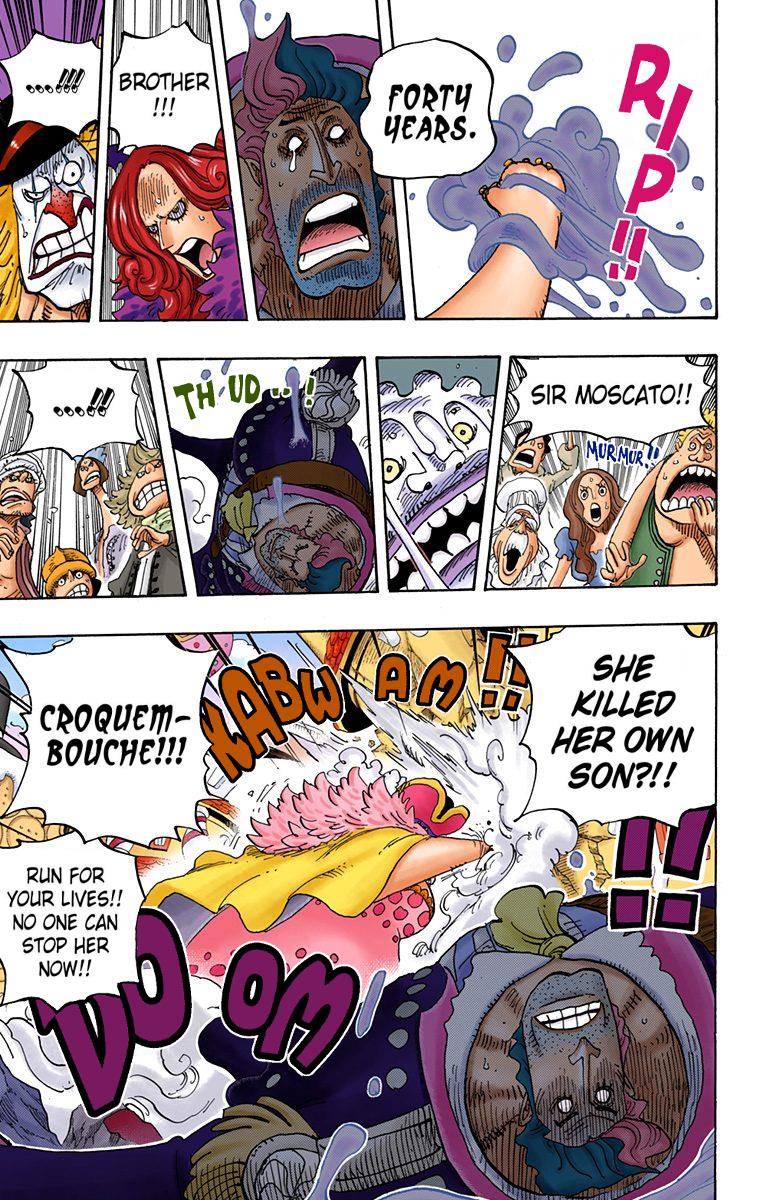 RIP!!
FORTY
YEARS.
BROTHER
!!!
...!!!
SIR MOSCATO!!
MURMUR!!
THUD...!
...!!
SHE
KILLED
HER OWN
SON?!!
KABWAM!!
CROQUEM-
BOUCHE!!!
!!
RUN FOR
YOUR LIVES!!
NO ONE CAN
STOP HER
NOW!!
VOOM